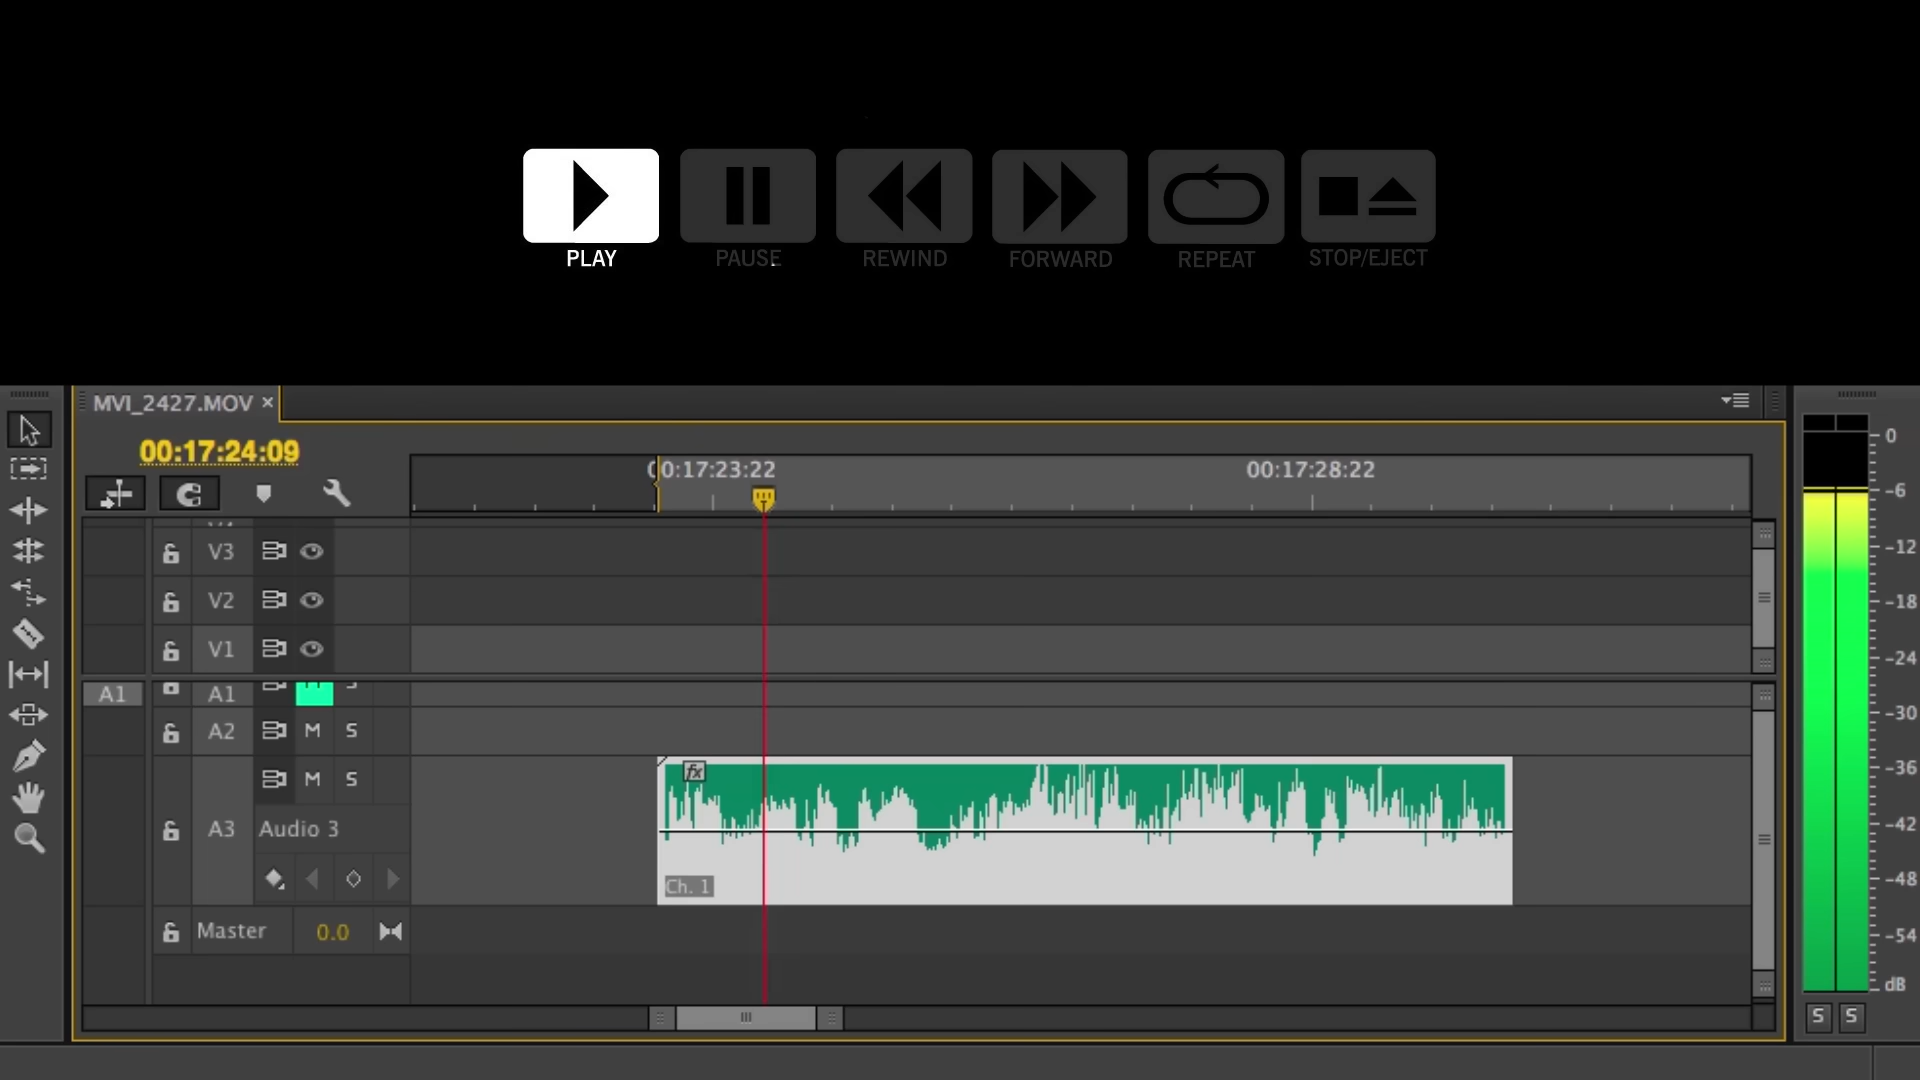 PLAY PAUSE REWIND FORWARD REPEAT STOP/EJECT
MVI_2427.MOV ×
00:17:24:09
00:17:23:22 00:17:28:22
V3
V2
V1
A1 A1
A2 M S
M S
A3 Audio 3
fx
Ch. 1
Master 0.0
0
-6
-12
-18
-24
-30
-36
-42
-48
-54
dB
S S